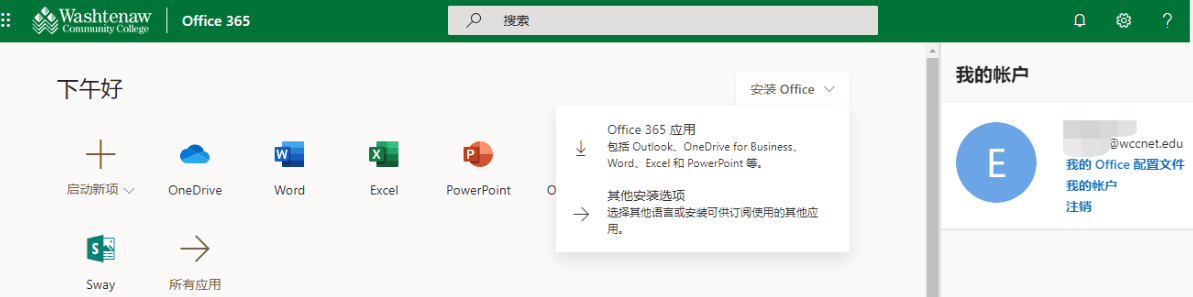 Washtenaw
Community College
Office 365
搜索
下午好
安装 Office
我的帐户
Office 365 应用
包括 Outlook、OneDrive for Business、
Word、Excel 和 PowerPoint 等。
其他安装选项
选择其他语言或安装可供订阅使用的其他应
用。
E
@wccnet.edu
我的 Office 配置文件
我的帐户
注销
启动新项
OneDrive
Word
Excel
PowerPoint
Sway
所有应用